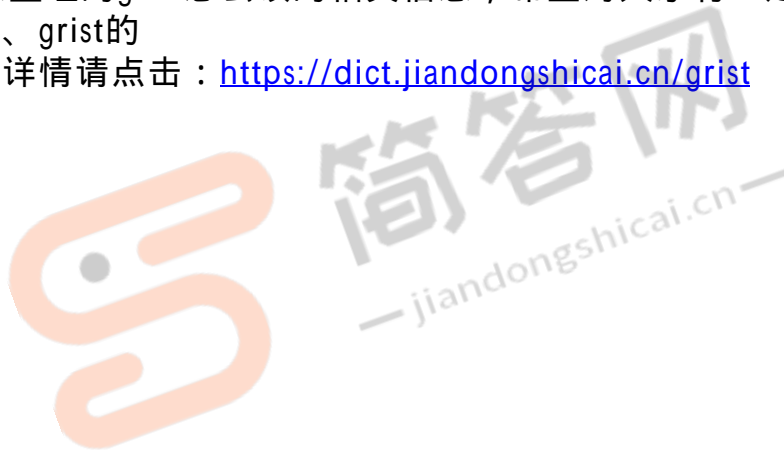 、grist的
详情请点击：https://dict.jiandongshicai.cn/grist
简答网
jiandongshicai.cn